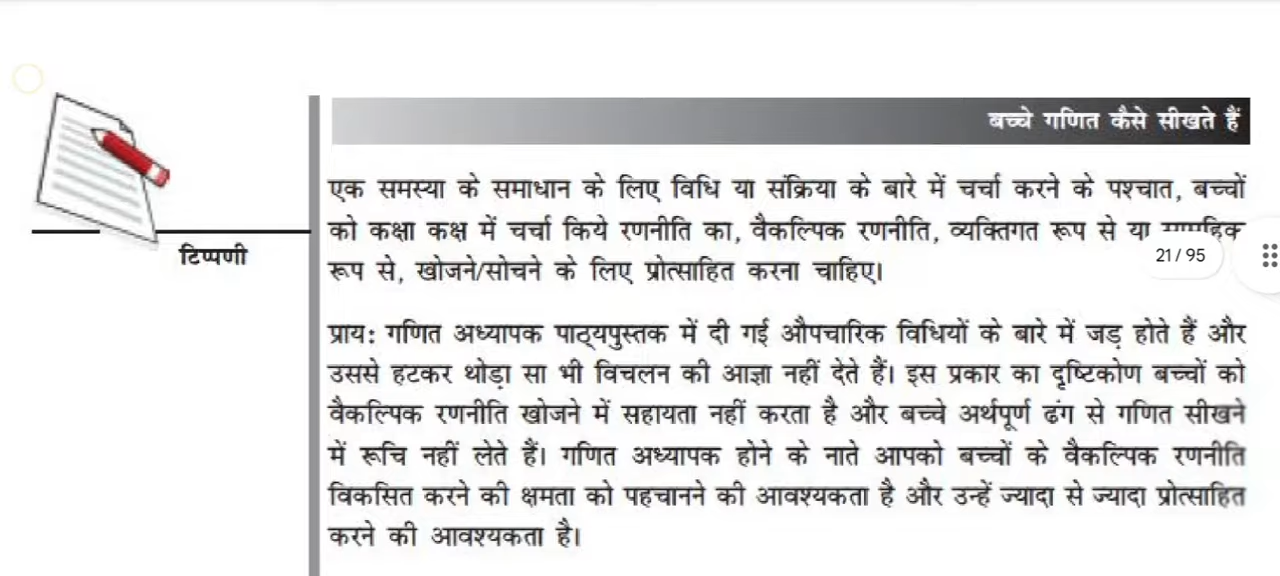 बच्चे गणित कैसे सीखते हैं
टिप्पणी
एक समस्या के समाधान के लिए विधि या संक्रिया के बारे में चर्चा करने के पश्चात, बच्चों
को कक्षा कक्ष में चर्चा किये रणनीति का, वैकल्पिक रणनीति, व्यक्तिगत रूप से या
21 / 95
रूप से, खोजने/सोचने के लिए प्रोत्साहित करना चाहिए।
प्राय: गणित अध्यापक पाठ्यपुस्तक में दी गई औपचारिक विधियों के बारे में जड़ होते हैं और
उससे हटकर थोड़ा सा भी विचलन की आज्ञा नहीं देते हैं। इस प्रकार का दृष्टिकोण बच्चों को
वैकल्पिक रणनीति खोजने में सहायता नहीं करता है और बच्चे अर्थपूर्ण ढंग से गणित सीखने
में रूचि नहीं लेते हैं। गणित अध्यापक होने के नाते आपको बच्चों के वैकल्पिक रणनीति
विकसित करने की क्षमता को पहचानने की आवश्यकता है और उन्हें ज्यादा से ज्यादा प्रोत्साहित
करने की आवश्यकता है।